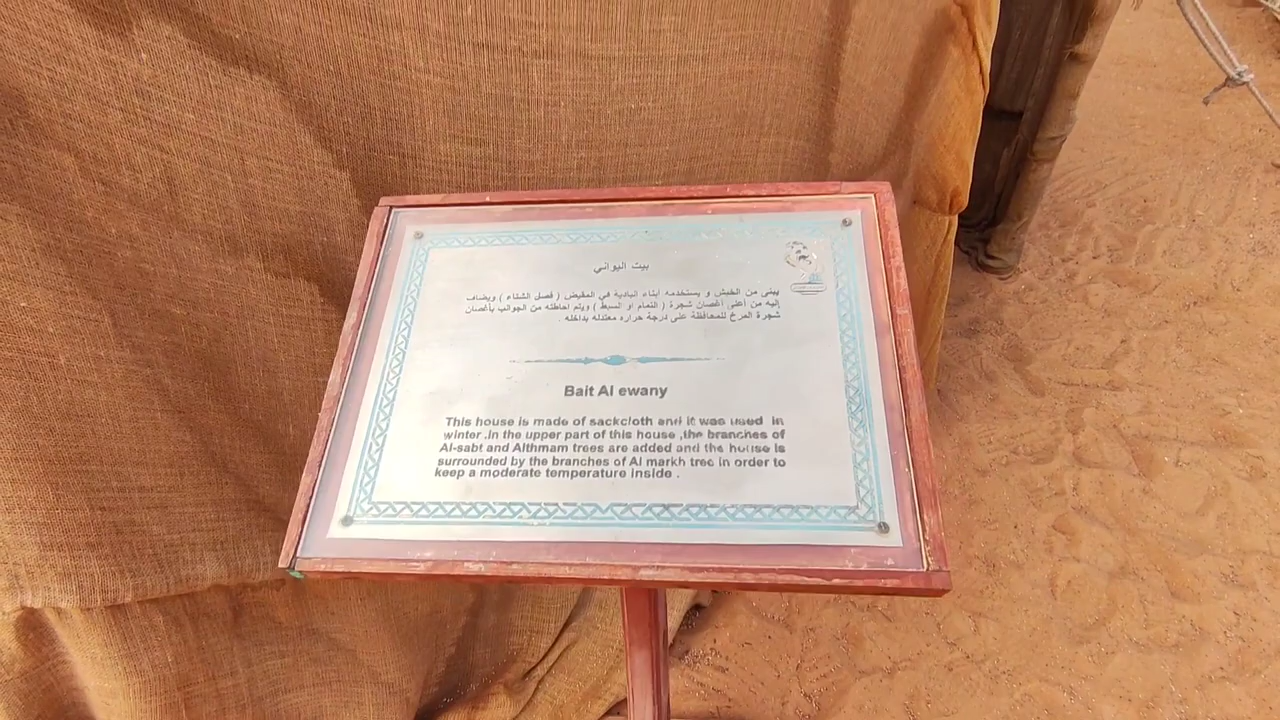 بيت اليواني
يبنى من الخيش و يستخدمه ابناء البادية في المقيض ( فصل الشتاء ) ويضاف
إليه من أعلى أغصان شجرة ( الثمام او السبط ) ويتم احاطته من الجوانب بأغصان
شجرة المرخ للمحافظة على درجة حراره معتدله بداخله .
Bait Al ewany
This house is made of sackcloth and it was used in
winter .in the upper part of this house ,the branches of
Al-sabt and Althmam trees are added and the house is
surrounded by the branches of Al markh tree in order to
keep a moderate temperature inside .